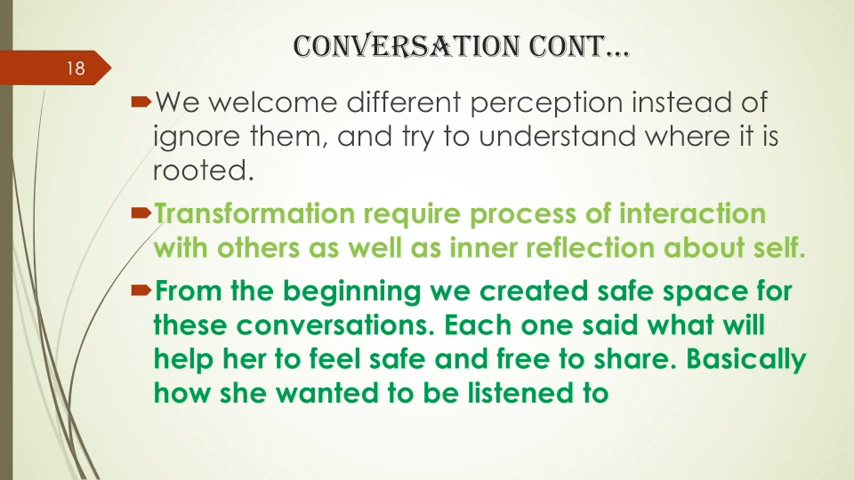 CONVERSATION CONT...
18
We welcome different perception instead of
ignore them, and try to understand where it is
rooted.
Transformation require process of interaction
with others as well as inner reflection about self.
From the beginning we created safe space for
these conversations. Each one said what will
help her to feel safe and free to share. Basically
how she wanted to be listened to